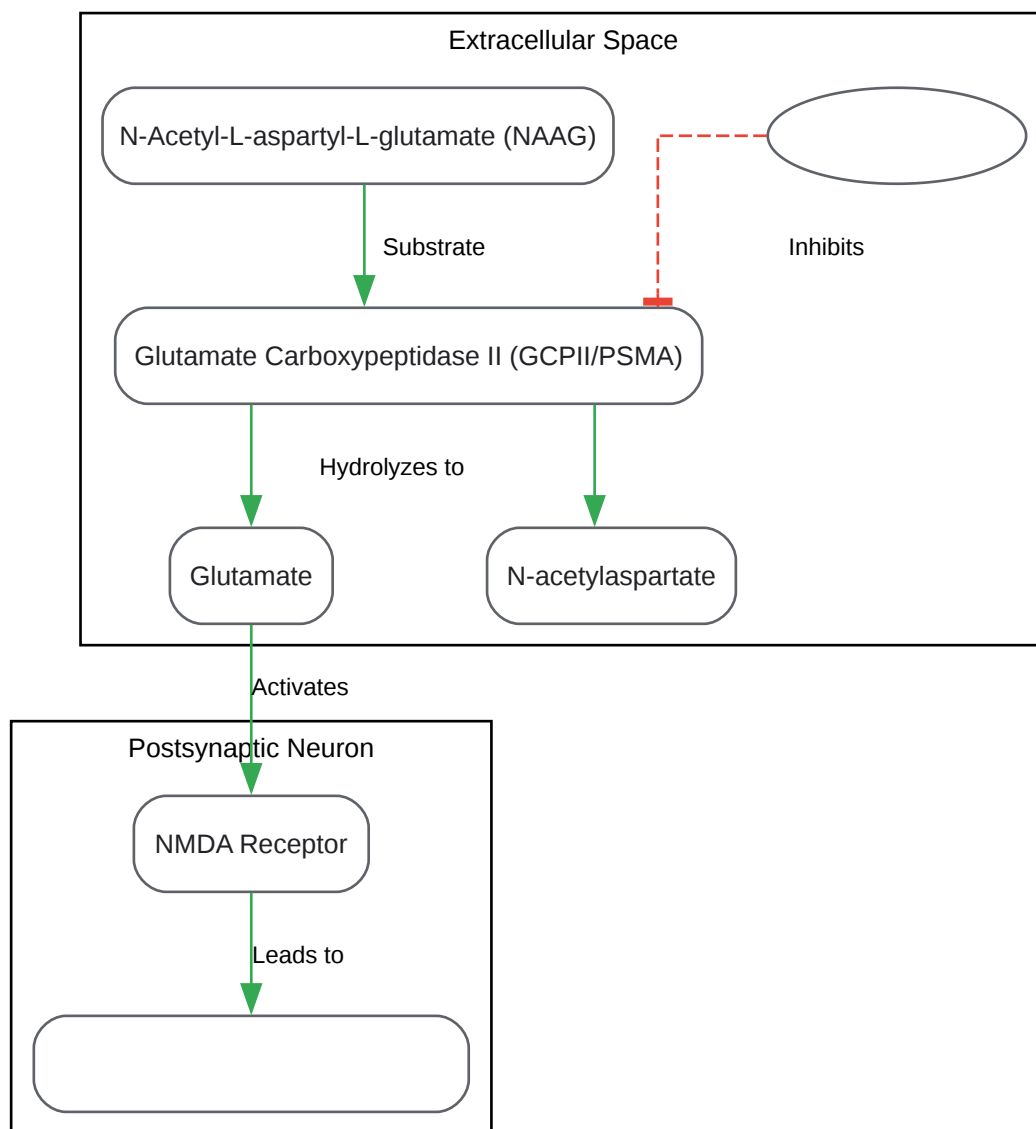 Extracellular Space
N-Acetyl-L-aspartyl-L-glutamate (NAAG)
Substrate
Inhibits
Glutamate Carboxypeptidase II (GCPII/PSMA)
Hydrolyzes to
Glutamate
N-acetylaspartate
Activates
Postsynaptic Neuron
NMDA Receptor
Leads to